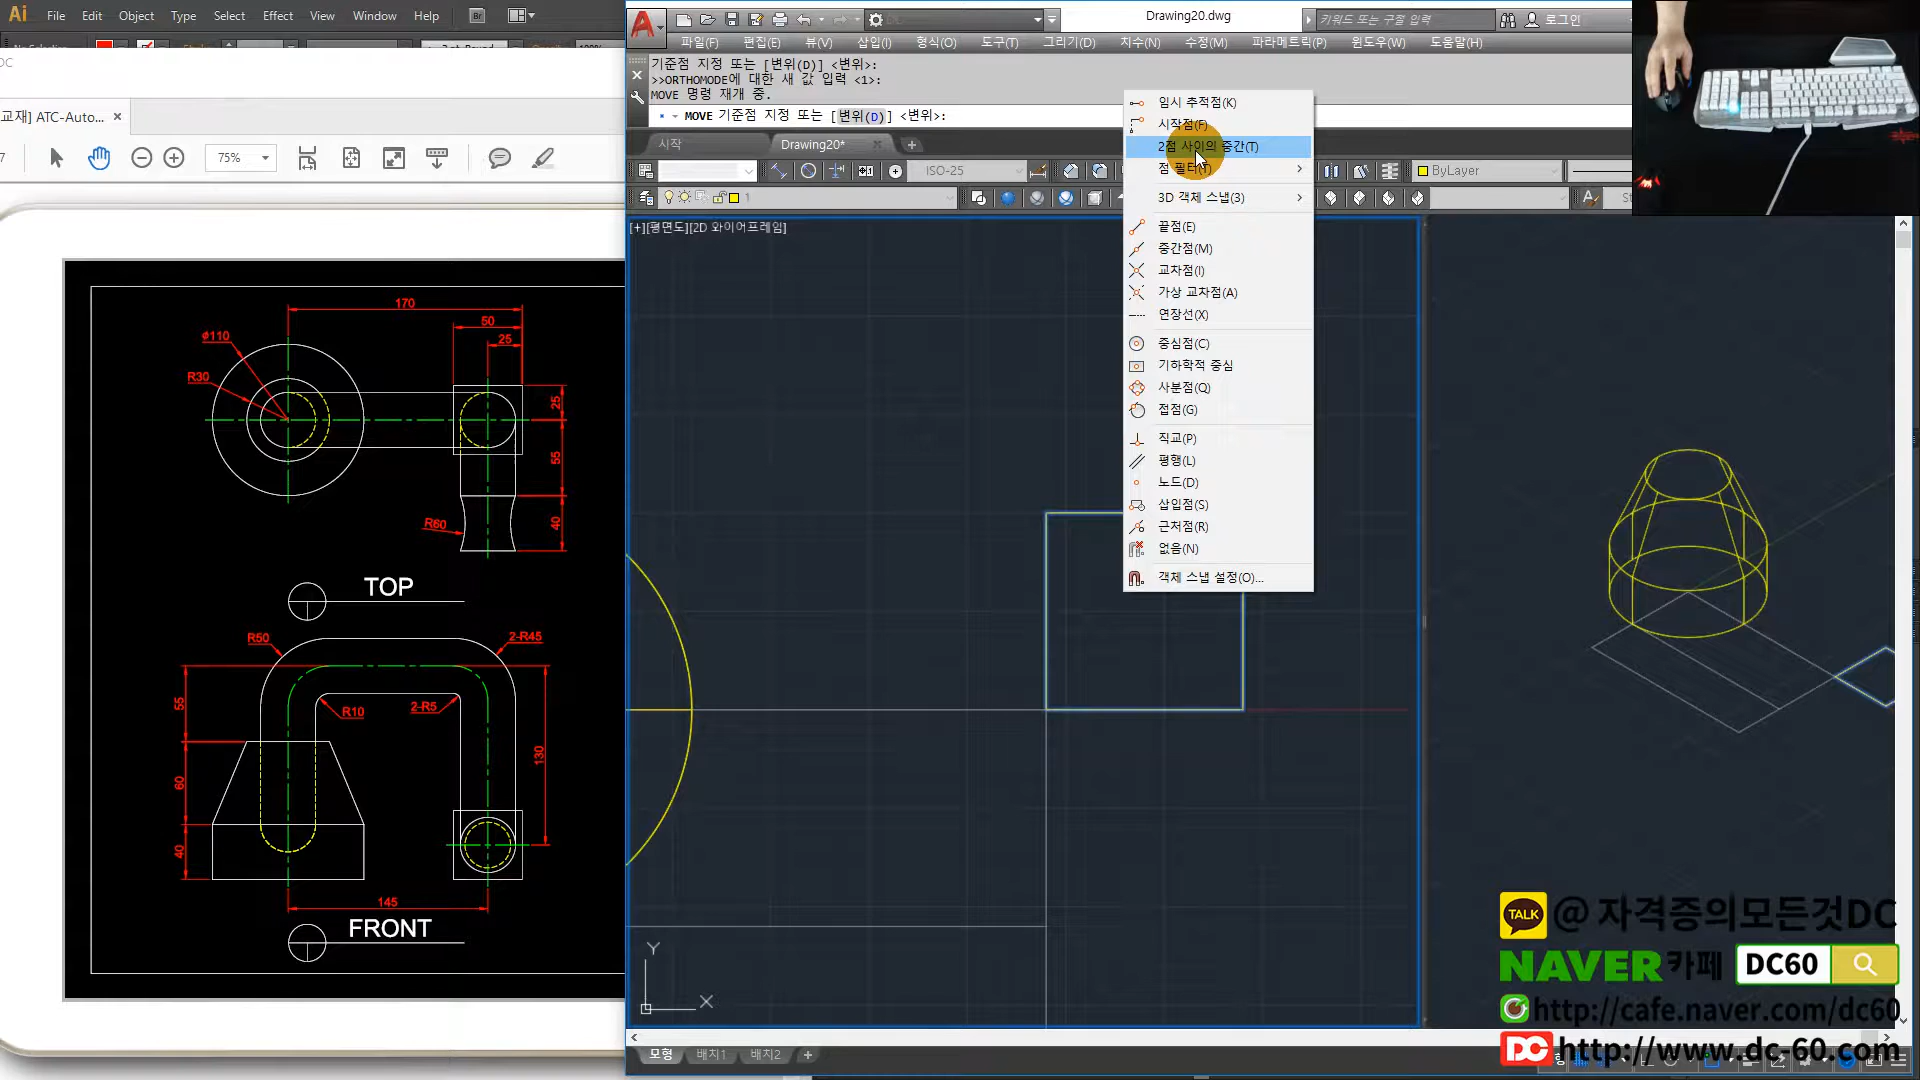 Ai File Edit Object Type Select Effect View Window Help Br
교재] ATC-Auto...
75%
170
50
25
ø110
R30
25
55
R60
40
TOP
R50
2-R45
55
R10
2-R5
130
60
40
145
FRONT
Drawing20.dwg
키워드 또는 구절 입력
로그인
파일(F) 편집(E) 뷰(V) 삽입(I) 형식(O) 도구(T) 그리기(D) 치수(N) 수정(M) 파라메트릭(P) 윈도우(W) 도움말(H)
기준점 지정 또는 [변위(D)] <변위>:
>>ORTHOMODE에 대한 새 값 입력 <1>:
MOVE 명령 재개 중.
MOVE 기준점 지정 또는 [변위(D)] <변위>:
시작 Drawing20*
ISO-25
ByLayer
1
[+][평면도][2D 와이어프레임]
임시 추적점(K)
시작점(F)
2점 사이의 중간(T)
점 필터(T)
3D 객체 스냅(3)
끝점(E)
중간점(M)
교차점(I)
가상 교차점(A)
연장선(X)
중심점(C)
기하학적 중심
사분점(Q)
접점(G)
직교(P)
평행(L)
노드(D)
삽입점(S)
근처점(R)
없음(N)
객체 스냅 설정(O)...
Y
X
모형 배치1 배치2
TALK @ 자격증의모든것DC
NAVER 카페 DC60
http://cafe.naver.com/dc60
DC http://www.dc-60.com